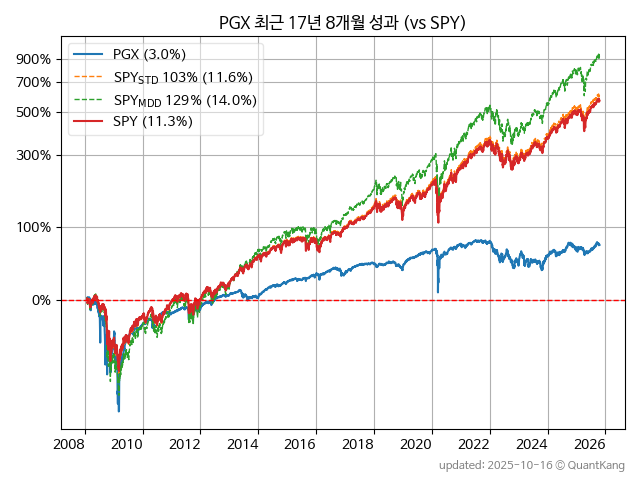 PGX 최근 17년 8개월 성과 (vs SPY)
PGX (3.0%)
SPY_STD 103% (11.6%)
SPY_MDD 129% (14.0%)
SPY (11.3%)
900%
700%
500%
300%
100%
0%
2008 2010 2012 2014 2016 2018 2020 2022 2024 2026
updated: 2025-10-16 © QuantKang